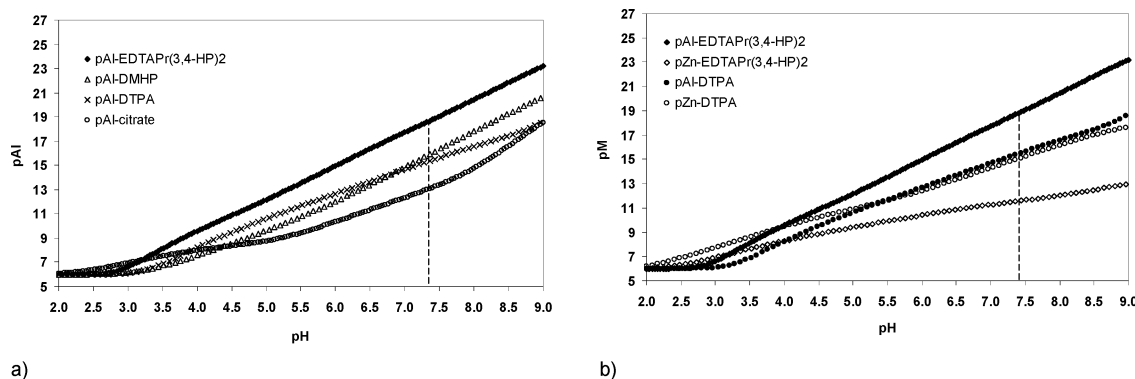 27
25
23
21
19
17
15
13
11
9
7
5
pAl
pAl-EDTAPr(3,4-HP)2
pAl-DMHP
pAl-DTPA
pAl-citrate
2.0 2.5 3.0 3.5 4.0 4.5 5.0 5.5 6.0 6.5 7.0 7.5 8.0 8.5 9.0
pH
a)
27
25
23
21
19
17
15
13
11
9
7
5
pM
pAl-EDTAPr(3,4-HP)2
pZn-EDTAPr(3,4-HP)2
pAl-DTPA
pZn-DTPA
2.0 2.5 3.0 3.5 4.0 4.5 5.0 5.5 6.0 6.5 7.0 7.5 8.0 8.5 9.0
pH
b)